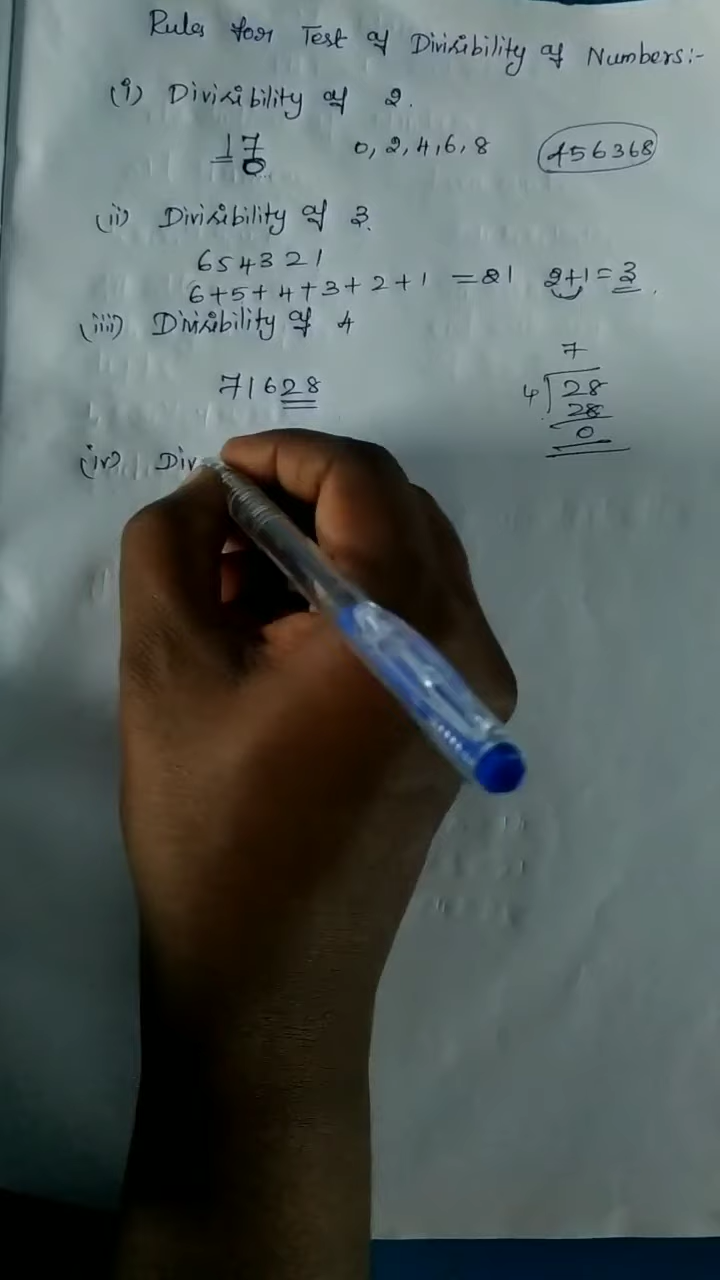 Rules for Test of Divisibility of Numbers:-
(i) Divisibility of 2.
0, 2, 4, 6, 8 456368
(ii) Divisibility of 3.
654321
6+5+4+3+2+1 =21 2+1=3.
(iii) Divisibility of 4
7
71628 4 28
28
0
(iv) Div